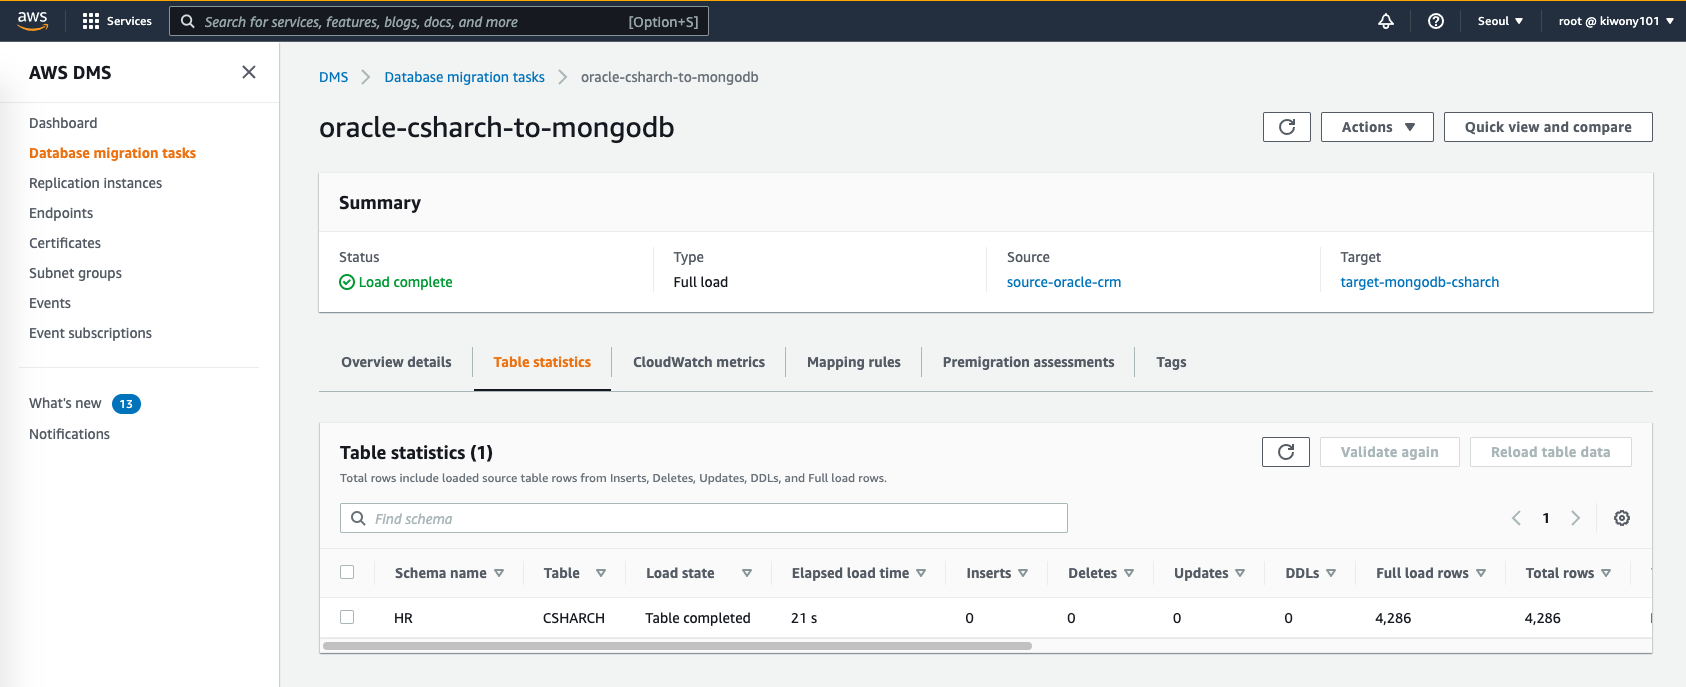 aws Services Search for services, features, blogs, docs, and more [Option+S] Seoul ▼ root @ kiwony101 ▼
AWS DMS
Dashboard
Database migration tasks
Replication instances
Endpoints
Certificates
Subnet groups
Events
Event subscriptions
What's new 13
Notifications
DMS > Database migration tasks > oracle-csharch-to-mongodb
oracle-csharch-to-mongodb
Actions ▼ Quick view and compare
Summary
Status Type Source Target
Load complete Full load source-oracle-crm target-mongodb-csharch
Overview details Table statistics CloudWatch metrics Mapping rules Premigration assessments Tags
Table statistics (1)
Validate again Reload table data
Total rows include loaded source table rows from Inserts, Deletes, Updates, DDLs, and Full load rows.
Find schema
< 1 >
Schema name Table Load state Elapsed load time Inserts Deletes Updates DDLs Full load rows Total rows
HR CSHARCH Table completed 21 s 0 0 0 0 4,286 4,286